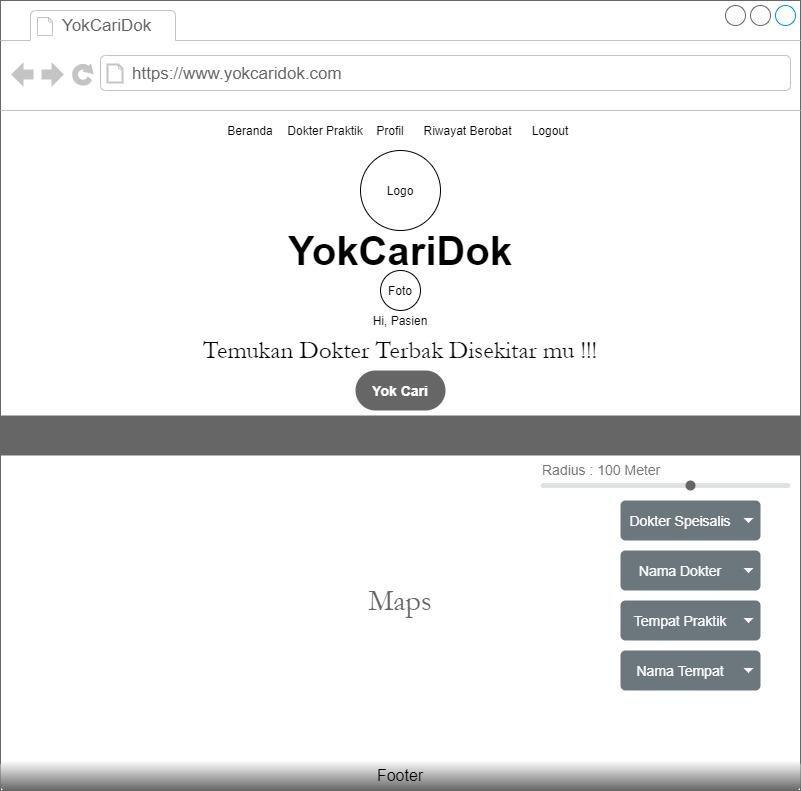 YokCariDok
https://www.yokcaridok.com
Beranda Dokter Praktik Profil Riwayat Berobat Logout
Logo
YokCariDok
Foto
Hi, Pasien
Temukan Dokter Terbak Disekitar mu !!!
Yok Cari
Radius : 100 Meter
Dokter Speisalis
Nama Dokter
Maps
Tempat Praktik
Nama Tempat
Footer